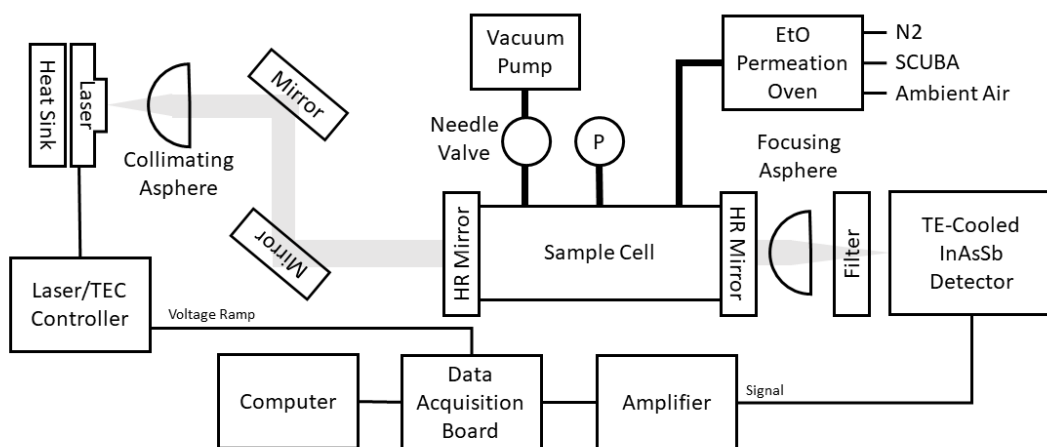 Heat Sink
Laser
Collimating
Asphere
Mirror
Mirror
Vacuum
Pump
Needle
Valve
P
EtO
Permeation
Oven
N2
SCUBA
Ambient Air
Focusing
Asphere
HR Mirror
Sample Cell
HR Mirror
Filter
TE-Cooled
InAsSb
Detector
Laser/TEC
Controller
Voltage Ramp
Computer
Data
Acquisition
Board
Amplifier
Signal